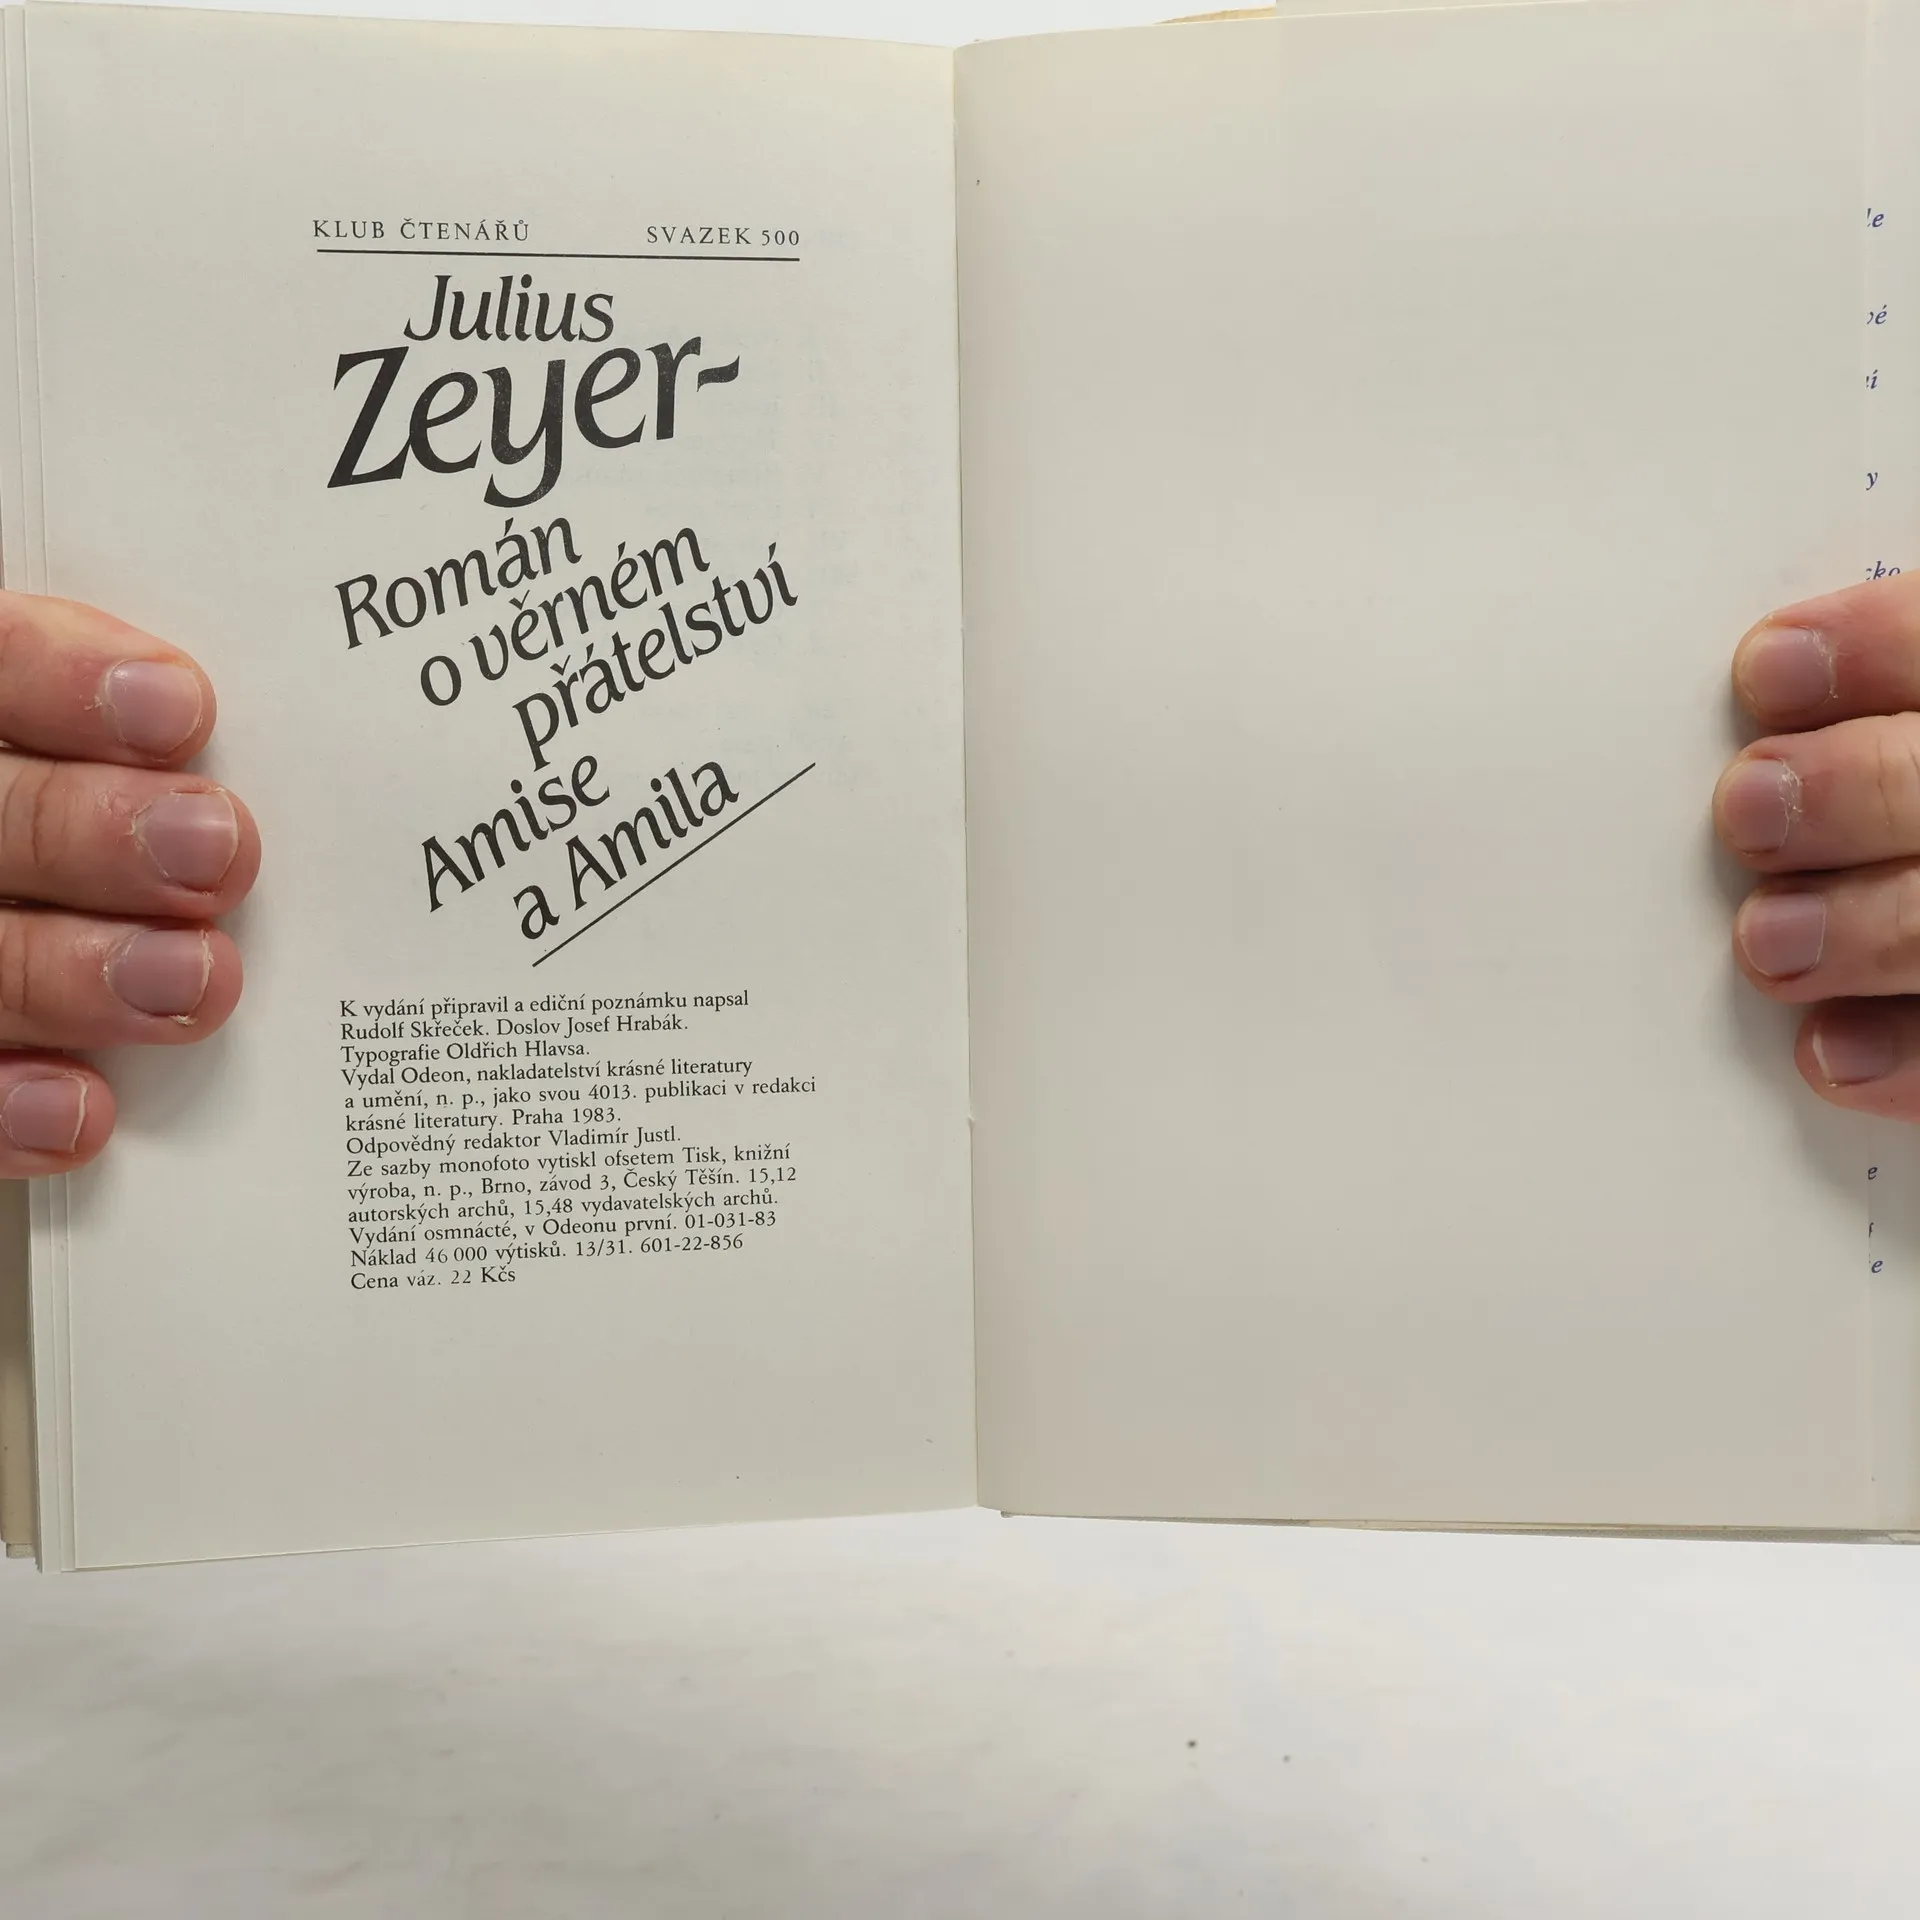 KLUB ČTENÁŘŮ SVAZEK 500
Julius
Zeyer-
Román
o věrném
přátelství
Amise
a Amila
K vydání připravil a ediční poznámku napsal
Rudolf Skřeček. Doslov Josef Hrabák.
Typografie Oldřich Hlavsa.
Vydal Odeon, nakladatelství krásné literatury
a umění, n. p., jako svou 4013. publikaci v redakci
krásné literatury. Praha 1983.
Odpovědný redaktor Vladimír Justl.
Ze sazby monofoto vytiskl ofsetem Tisk, knižní
výroba, n. p., Brno, závod 3, Český Těšín. 15,12
autorských archů, 15,48 vydavatelských archů.
Vydání osmnácté, v Odeonu první. 01-031-83
Náklad 46 000 výtisků. 13/31. 601-22-856
Cena váz. 22 Kčs